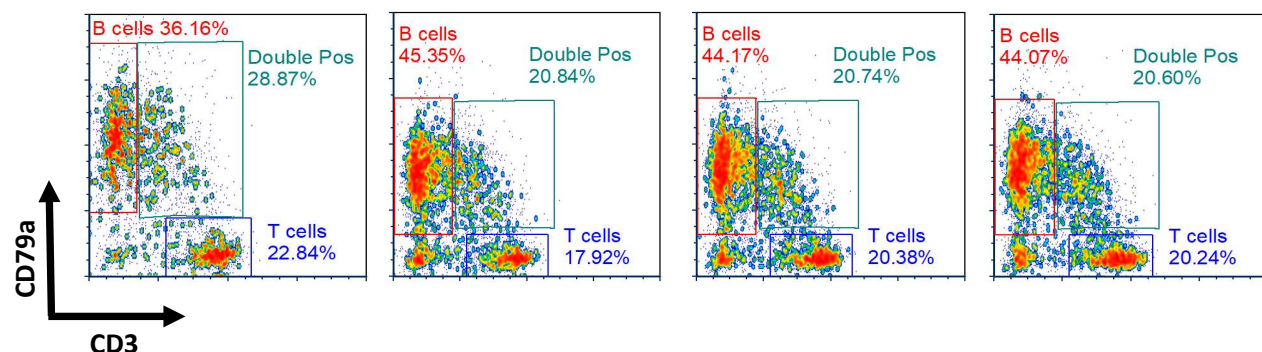 B cells 36.16%
Double Pos
28.87%
T cells
22.84%
B cells
45.35%
Double Pos
20.84%
T cells
17.92%
B cells
44.17%
Double Pos
20.74%
T cells
20.38%
B cells
44.07%
Double Pos
20.60%
T cells
20.24%
CD79a
CD3